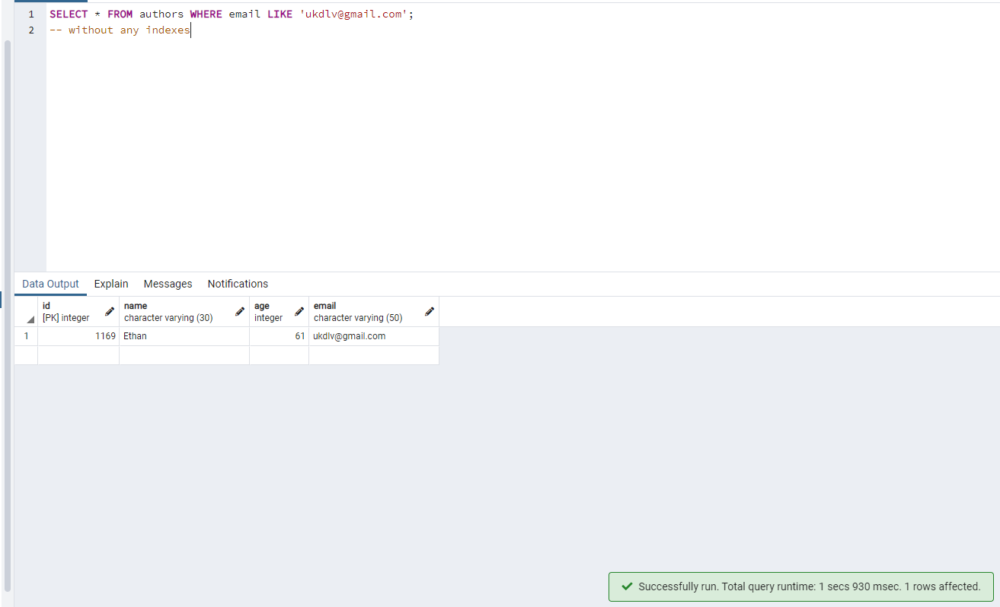 1 SELECT * FROM authors WHERE email LIKE 'ukdlv@gmail.com';
2 -- without any indexes
Data Output Explain Messages Notifications
id name age email
[PK] integer character varying (30) integer character varying (50)
1 1169 Ethan 61 ukdlv@gmail.com
Successfully run. Total query runtime: 1 secs 930 msec. 1 rows affected.